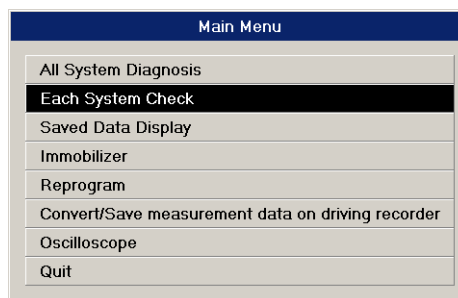 Main Menu
All System Diagnosis
Each System Check
Saved Data Display
Immobilizer
Reprogram
Convert/Save measurement data on driving recorder
Oscilloscope
Quit